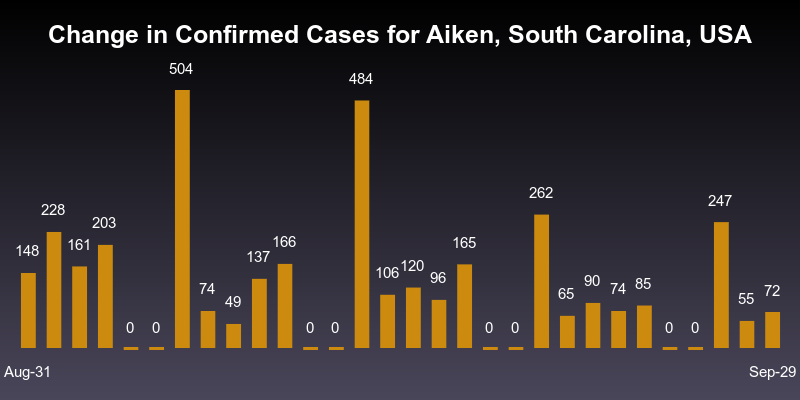 Change in Confirmed Cases for Aiken, South Carolina, USA
148 228 161 203 0 0 504 74 49 137 166 0 0 484 106 120 96 165 0 0 262 65 90 74 85 0 0 247 55 72
Aug-31 Sep-29